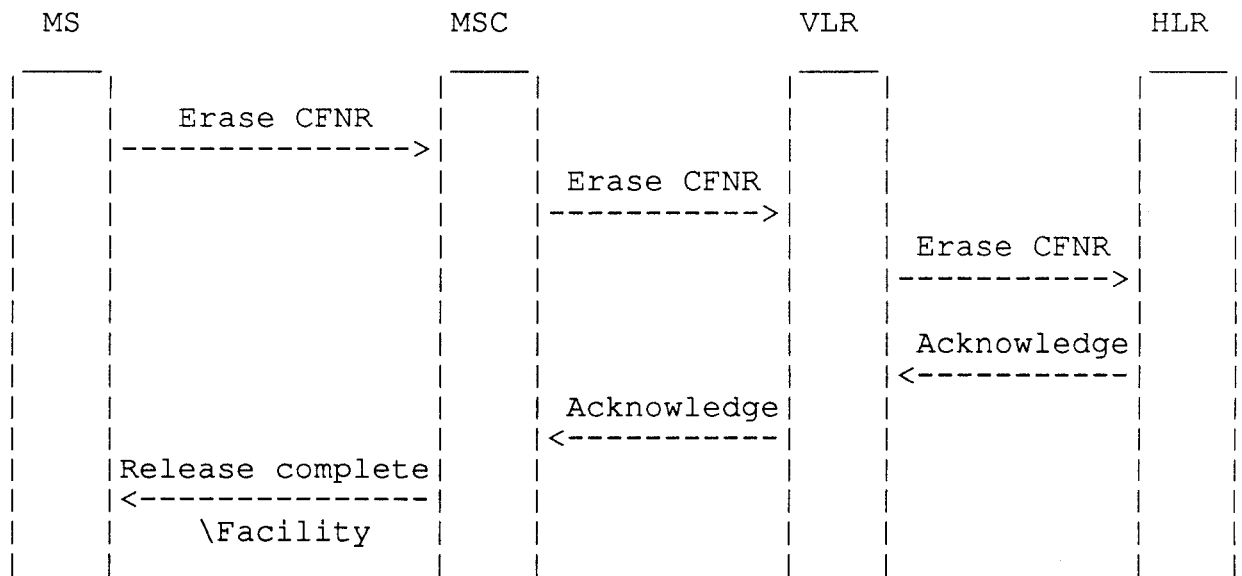 MS MSC VLR HLR
Erase CFNR
Erase CFNR
Erase CFNR
Acknowledge
Acknowledge
Release complete
\Facility